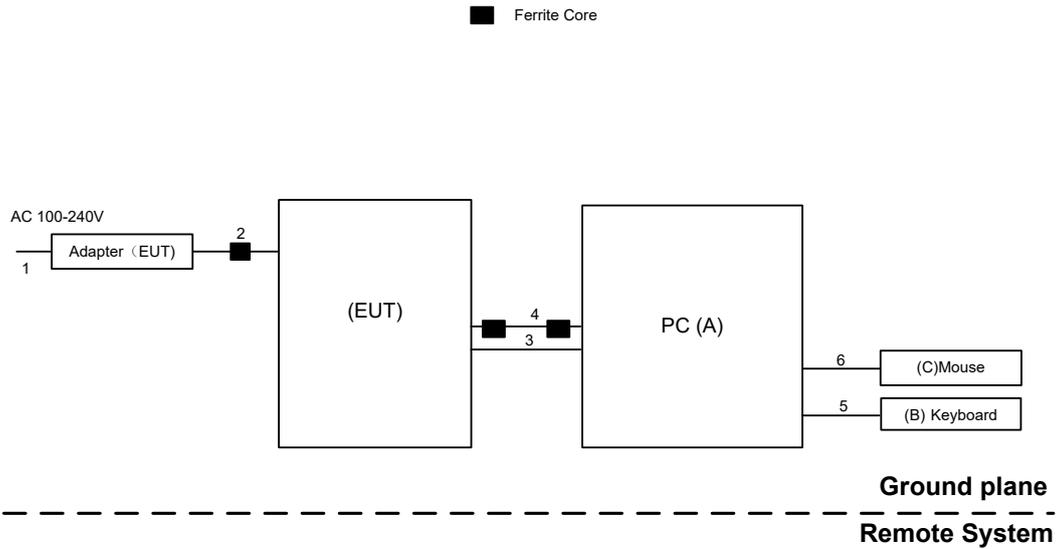 Ferrite Core
AC 100-240V
1
Adapter（EUT)
2
(EUT)
4
3
PC (A)
6
(C)Mouse
5
(B) Keyboard
Ground plane
Remote System